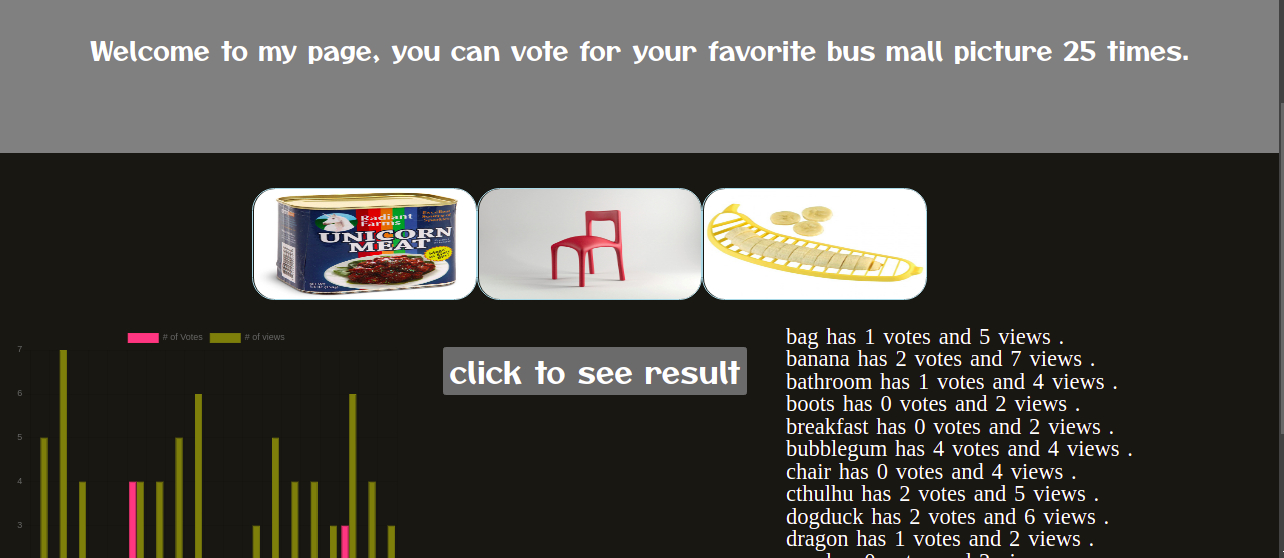 Welcome to my page, you can vote for your favorite bus mall picture 25 times.
Radiant
Farms
UNICORN
MEAT
# of Votes
# of views
7
6
5
4
3
click to see result
bag has 1 votes and 5 views .
banana has 2 votes and 7 views .
bathroom has 1 votes and 4 views .
boots has 0 votes and 2 views .
breakfast has 0 votes and 2 views .
bubblegum has 4 votes and 4 views .
chair has 0 votes and 4 views .
cthulhu has 2 votes and 5 views .
dogduck has 2 votes and 6 views .
dragon has 1 votes and 2 views .